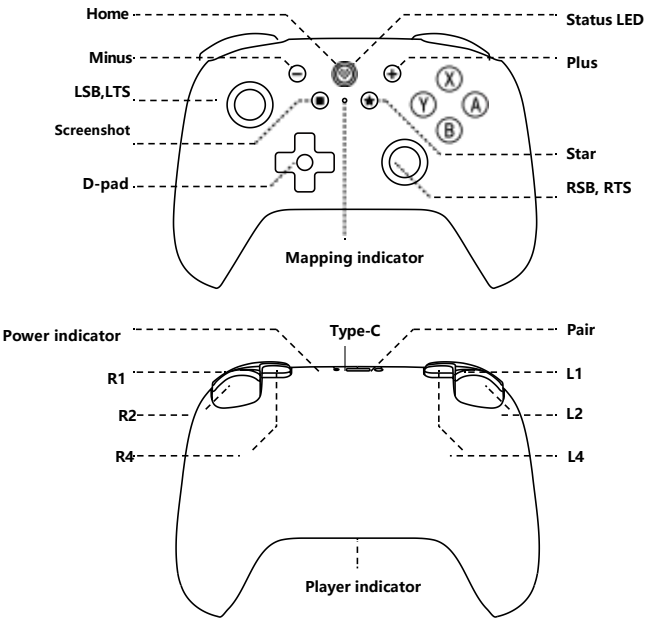 Home
Status LED
Minus
Plus
LSB,LTS
X
Y
A
Screenshot
B
Star
D-pad
RSB, RTS
Mapping indicator
Type-C
Power indicator
Pair
R1
L1
R2
L2
R4
L4
Player indicator